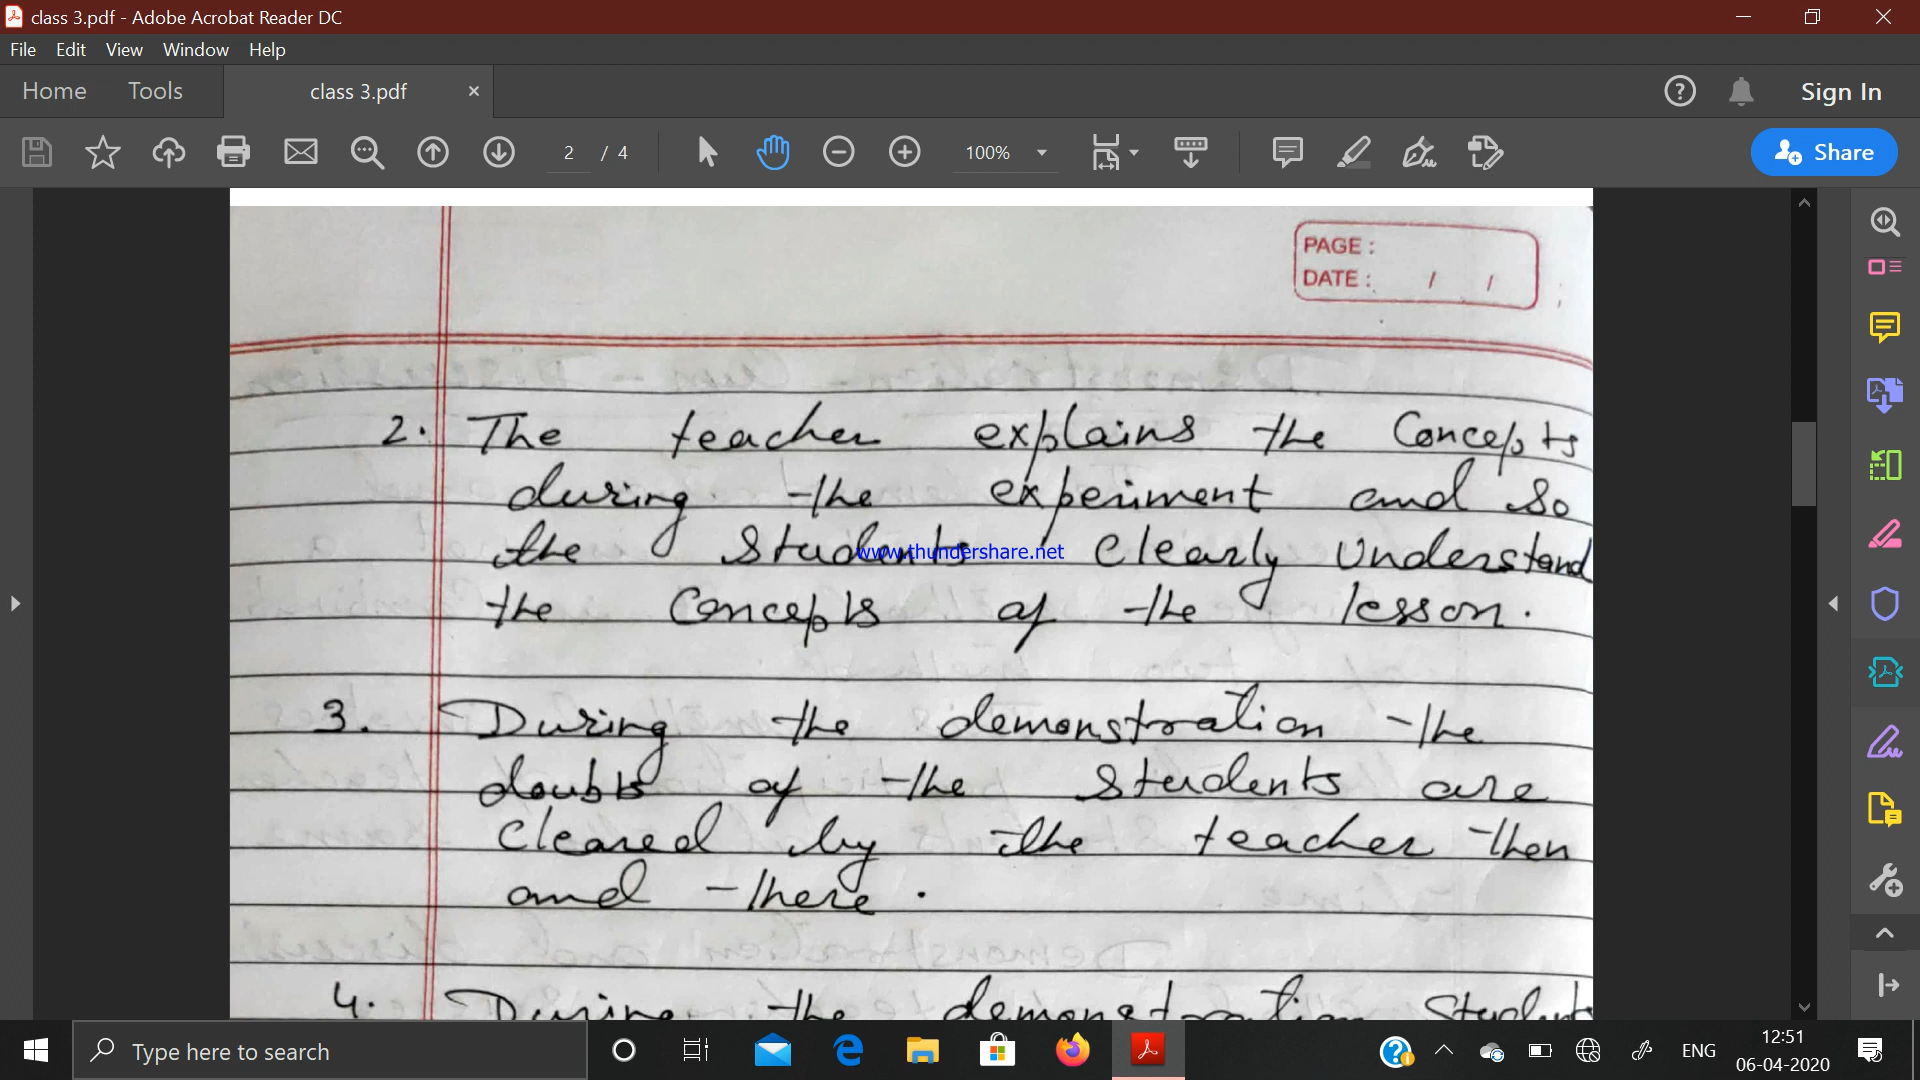 class 3.pdf - Adobe Acrobat Reader DC
File Edit View Window Help
Home Tools class 3.pdf × Sign In
2 / 4 100% Share
PAGE :
DATE : / /
2. The teacher explains the Concepts
during the experiment and so
the Students Clearly Understand
www.thundershare.net
the Concepts of the lesson.
3. During the demonstration the
doubts of the Students are
Cleared by the teacher then
and there.
4. During the demonstration Students
Type here to search
ENG
12:51
06-04-2020